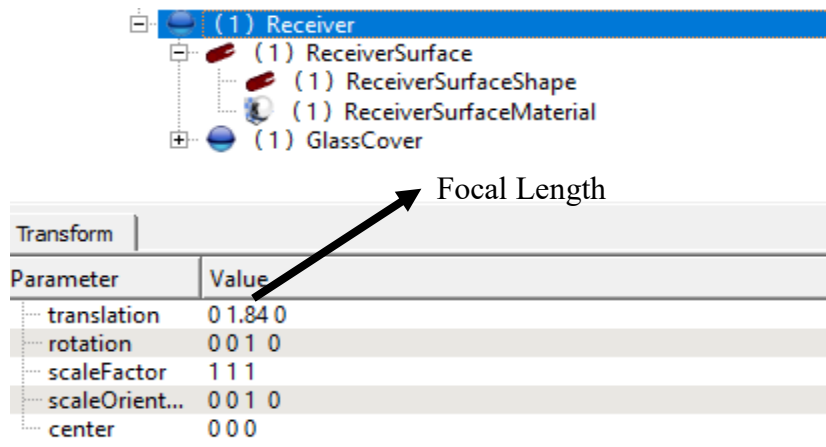 (1) Receiver
(1) ReceiverSurface
(1) ReceiverSurfaceShape
(1) ReceiverSurfaceMaterial
(1) GlassCover
Focal Length
Transform
Parameter Value
translation 0 1.84 0
rotation 0 0 1 0
scaleFactor 1 1 1
scaleOrient... 0 0 1 0
center 0 0 0